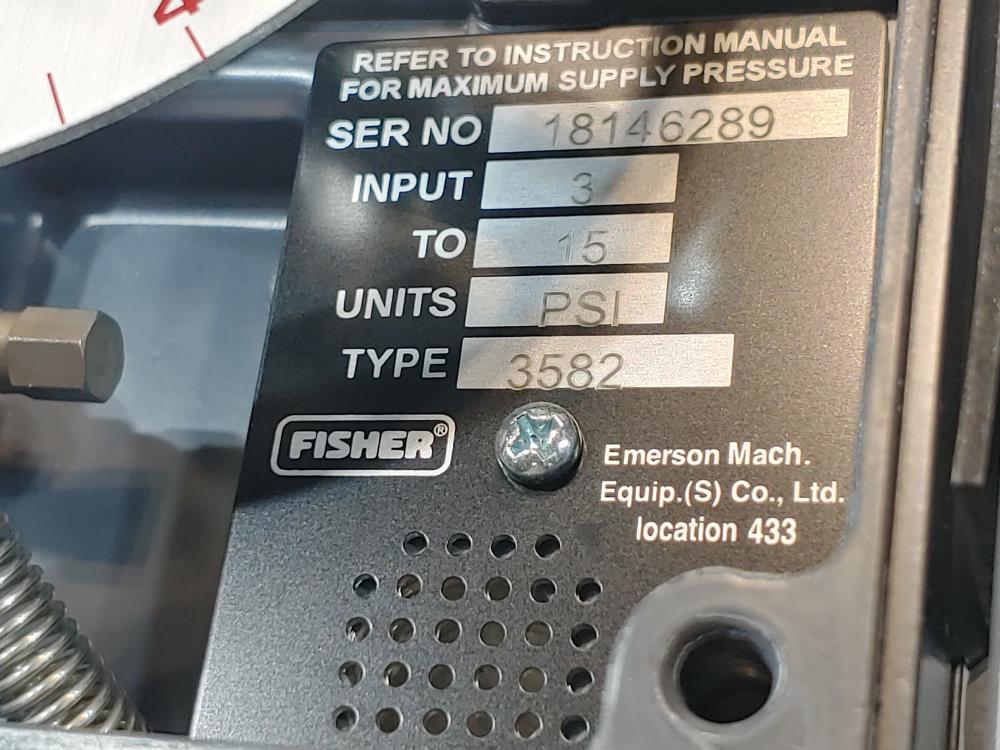 4
REFER TO INSTRUCTION MANUAL
FOR MAXIMUM SUPPLY PRESSURE
SER NO 18146289
INPUT 3
TO 15
UNITS PSI
TYPE 3582
FISHER®
Emerson Mach.
Equip.(S) Co., Ltd.
location 433